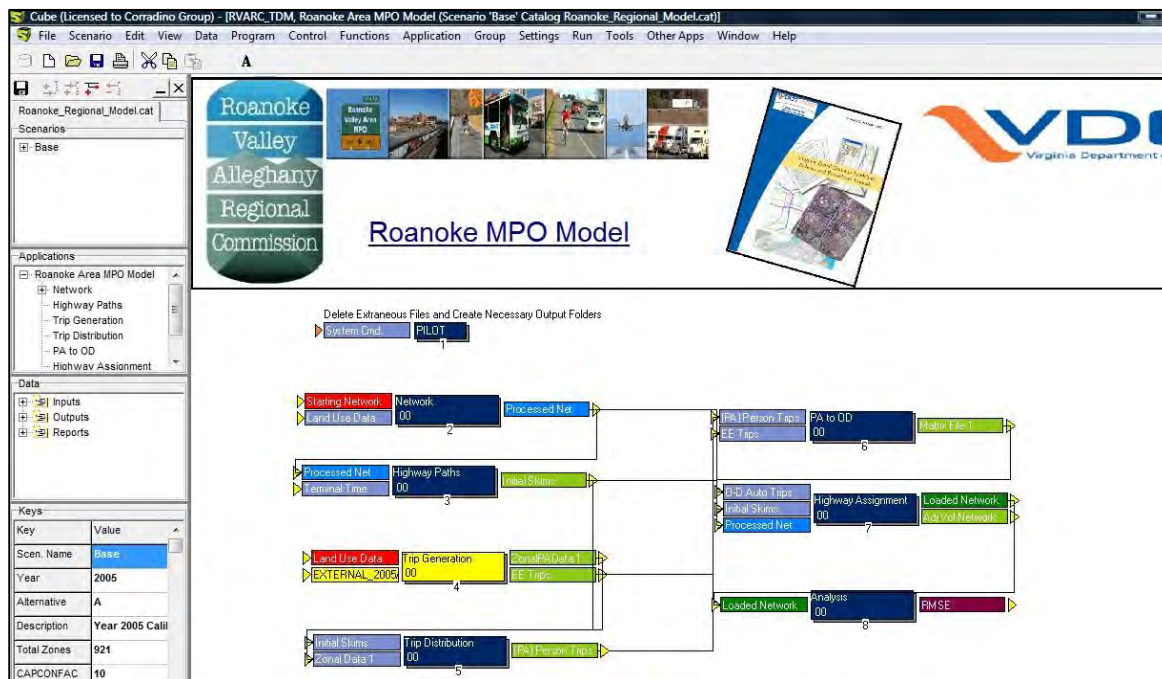 Cube (Licensed to Corradino Group) - [RVARC_TDM, Roanoke Area MPO Model (Scenario 'Base' Catalog Roanoke_Regional_Model.cat)]
File Scenario Edit View Data Program Control Functions Application Group Settings Run Tools Other Apps Window Help
A
Roanoke_Regional_Model.cat
Scenarios
Base
Applications
Roanoke Area MPO Model
Network
Highway Paths
Trip Generation
Trip Distribution
PA to OD
Highway Assignment
Data
Inputs
Outputs
Reports
Keys
Key Value
Scen. Name Base
Year 2005
Alternative A
Description Year 2005 Cali
Total Zones 921
CAPCONFAC 10
Roanoke
Valley
Alleghany
Regional
Commission
Roanoke
Valley Area
MPO
Roanoke MPO Model
VDO
Virginia Department
Delete Extraneous Files and Create Necessary Output Folders
System Cmd. PILOT
1
Starting Network Network Processed Net
Land Use Data 00
2
Processed Net Highway Paths Initial Skims
Terminal Time 00
3
Land Use Data Trip Generation ZonalPAData 1
EXTERNAL_2005 00 EE Trips
4
Initial Skims Trip Distribution (PA) Person Trips
Zonal Data 1 00
5
(PA) Person Trips PA to OD Matrix File 1
EE Trips 00
6
O-D Auto Trips Highway Assignment Loaded Network
Initial Skims 00 Adj Vol Network
Processed Net
7
Loaded Network Analysis RMSE
00
8